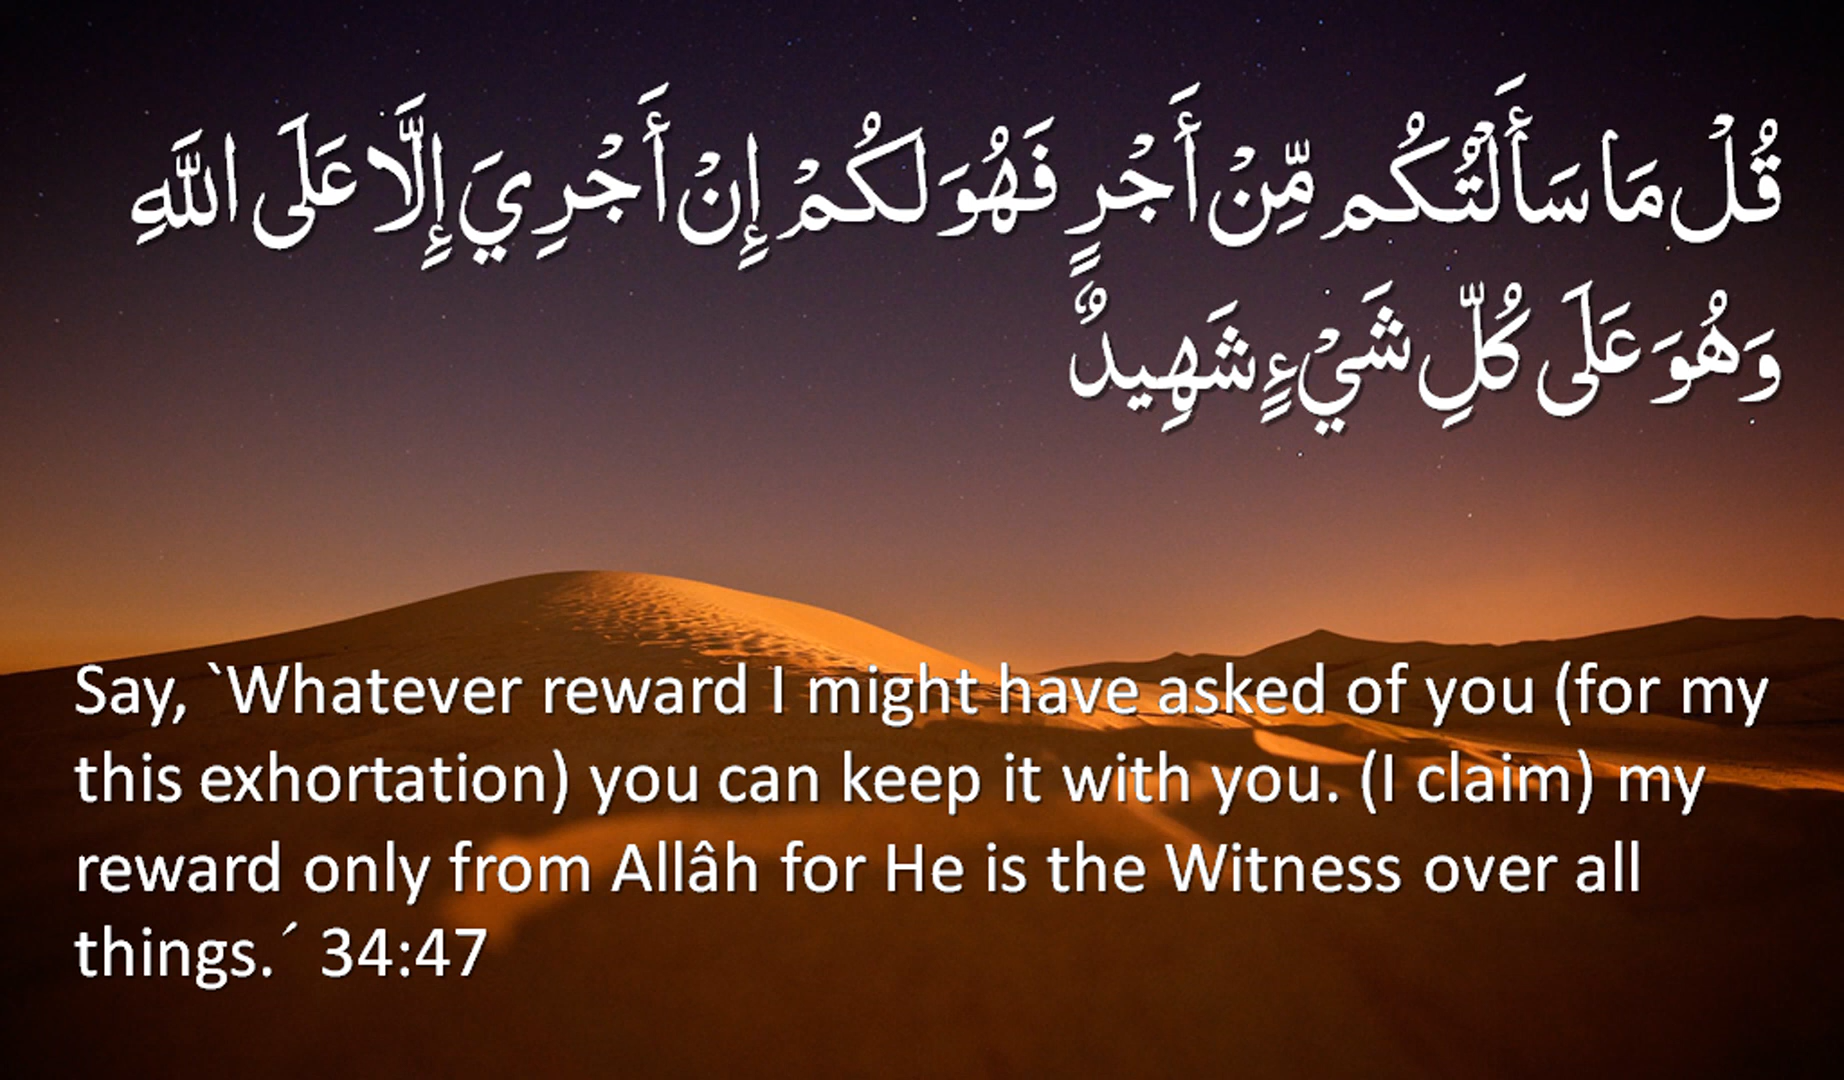 قُلْ مَا سَأَلْتُكُم مِّنْ أَجْرٍ فَهُوَ لَكُمْ إِنْ أَجْرِيَ إِلَّا عَلَى اللَّهِ
وَهُوَ عَلَى كُلِّ شَيْءٍ شَهِيدٌ
Say, `Whatever reward I might have asked of you (for my
this exhortation) you can keep it with you. (I claim) my
reward only from Allâh for He is the Witness over all
things.´ 34:47